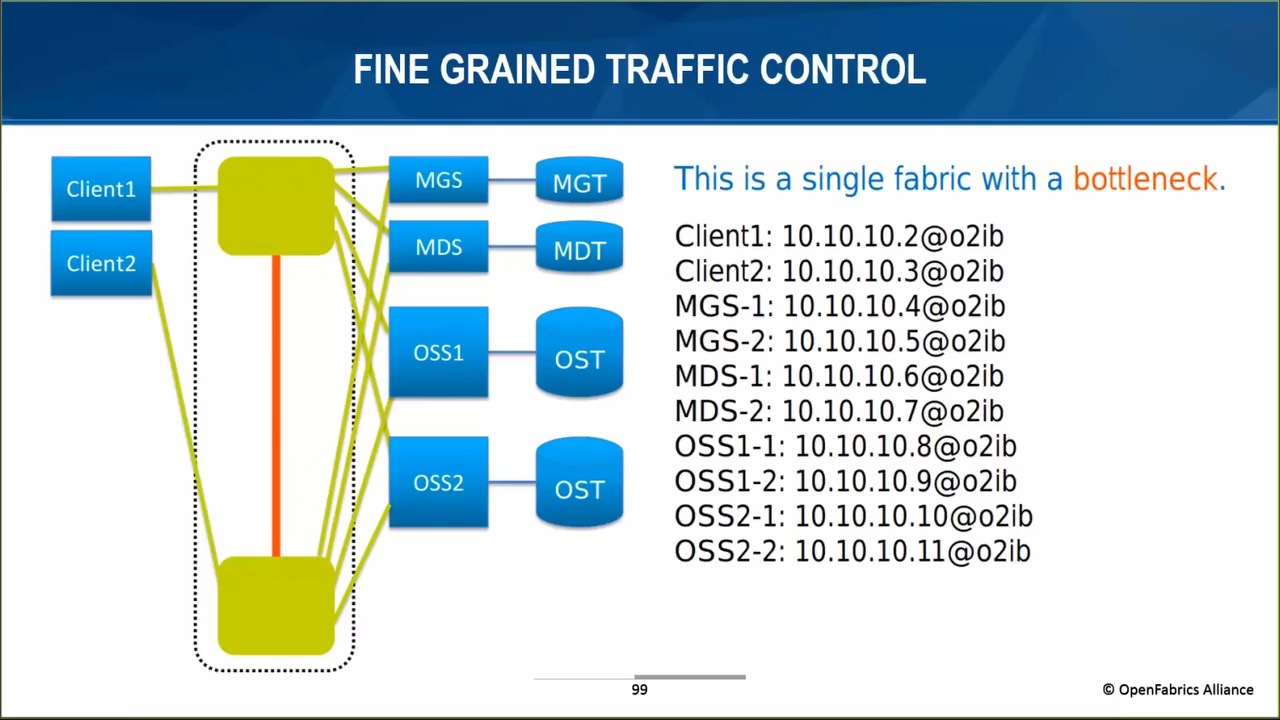 FINE GRAINED TRAFFIC CONTROL
Client1
Client2
MGS
MGT
MDS
MDT
OSS1
OST
OSS2
OST
This is a single fabric with a bottleneck.
Client1: 10.10.10.2@o2ib
Client2: 10.10.10.3@o2ib
MGS-1: 10.10.10.4@o2ib
MGS-2: 10.10.10.5@o2ib
MDS-1: 10.10.10.6@o2ib
MDS-2: 10.10.10.7@o2ib
OSS1-1: 10.10.10.8@o2ib
OSS1-2: 10.10.10.9@o2ib
OSS2-1: 10.10.10.10@o2ib
OSS2-2: 10.10.10.11@o2ib
99
© OpenFabrics Alliance